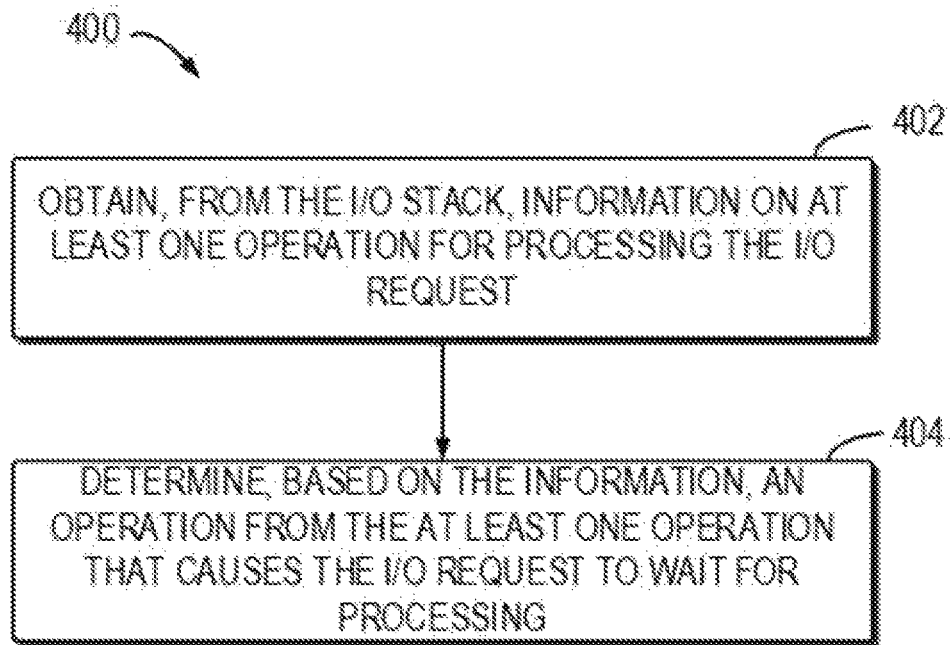 400
402
OBTAIN, FROM THE I/O STACK, INFORMATION ON AT
LEAST ONE OPERATION FOR PROCESSING THE I/O
REQUEST
404
DETERMINE, BASED ON THE INFORMATION, AN
OPERATION FROM THE AT LEAST ONE OPERATION
THAT CAUSES THE I/O REQUEST TO WAIT FOR
PROCESSING